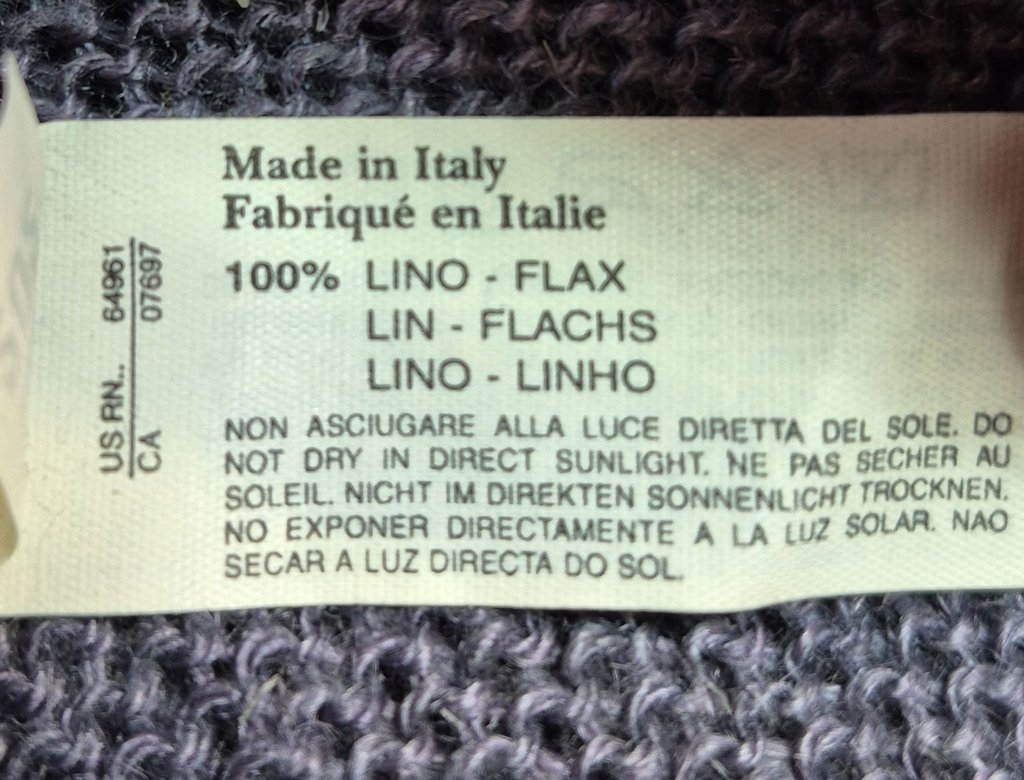 Made in Italy
Fabriqué en Italie
100% LINO - FLAX
LIN - FLACHS
LINO - LINHO
NON ASCIUGARE ALLA LUCE DIRETTA DEL SOLE. DO
NOT DRY IN DIRECT SUNLIGHT. NE PAS SECHER AU
SOLEIL. NICHT IM DIREKTEN SONNENLICHT TROCKNEN.
NO EXPONER DIRECTAMENTE A LA LUZ SOLAR. NAO
SECAR A LUZ DIRECTA DO SOL.
US RN.. 64961
CA 07697